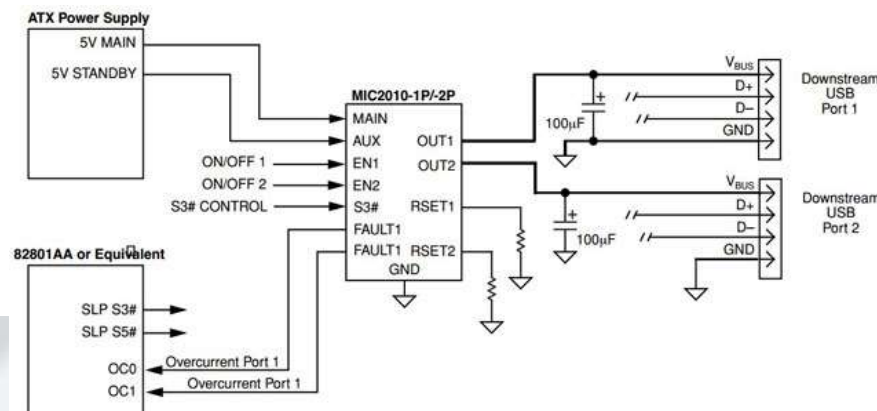 ATX Power Supply
5V MAIN
5V STANDBY
MIC2010-1P/-2P
MAIN
AUX
EN1
EN2
S3#
FAULT1
FAULT1
OUT1
OUT2
RSET1
RSET2
GND
ON/OFF 1
ON/OFF 2
S3# CONTROL
100µF
VBUS
D+
D–
GND
Downstream
USB
Port 1
100µF
VBUS
D+
D–
GND
Downstream
USB
Port 2
82801AA or Equivalent
SLP S3#
SLP S5#
OC0
OC1
Overcurrent Port 1
Overcurrent Port 1